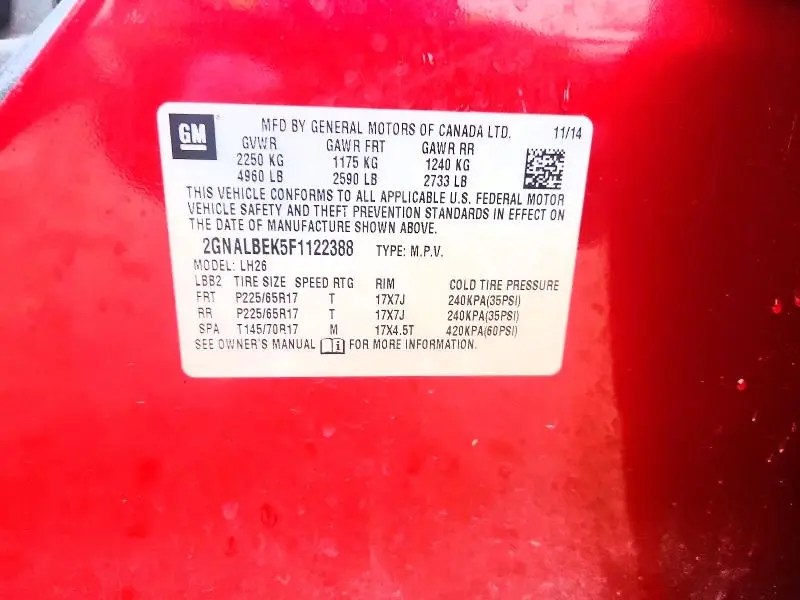 GM MFD BY GENERAL MOTORS OF CANADA LTD. 11/14
GVWR GAWR FRT GAWR RR
2250 KG 1175 KG 1240 KG
4960 LB 2590 LB 2733 LB
THIS VEHICLE CONFORMS TO ALL APPLICABLE U.S. FEDERAL MOTOR
VEHICLE SAFETY AND THEFT PREVENTION STANDARDS IN EFFECT ON
THE DATE OF MANUFACTURE SHOWN ABOVE.
2GNALBEK5F1122388 TYPE: M.P.V.
MODEL: LH26
LBB2 TIRE SIZE SPEED RTG RIM COLD TIRE PRESSURE
FRT P225/65R17 T 17X7J 240KPA(35PSI)
RR P225/65R17 T 17X7J 240KPA(35PSI)
SPA T145/70R17 M 17X4.5T 420KPA(60PSI)
SEE OWNER'S MANUAL i FOR MORE INFORMATION.